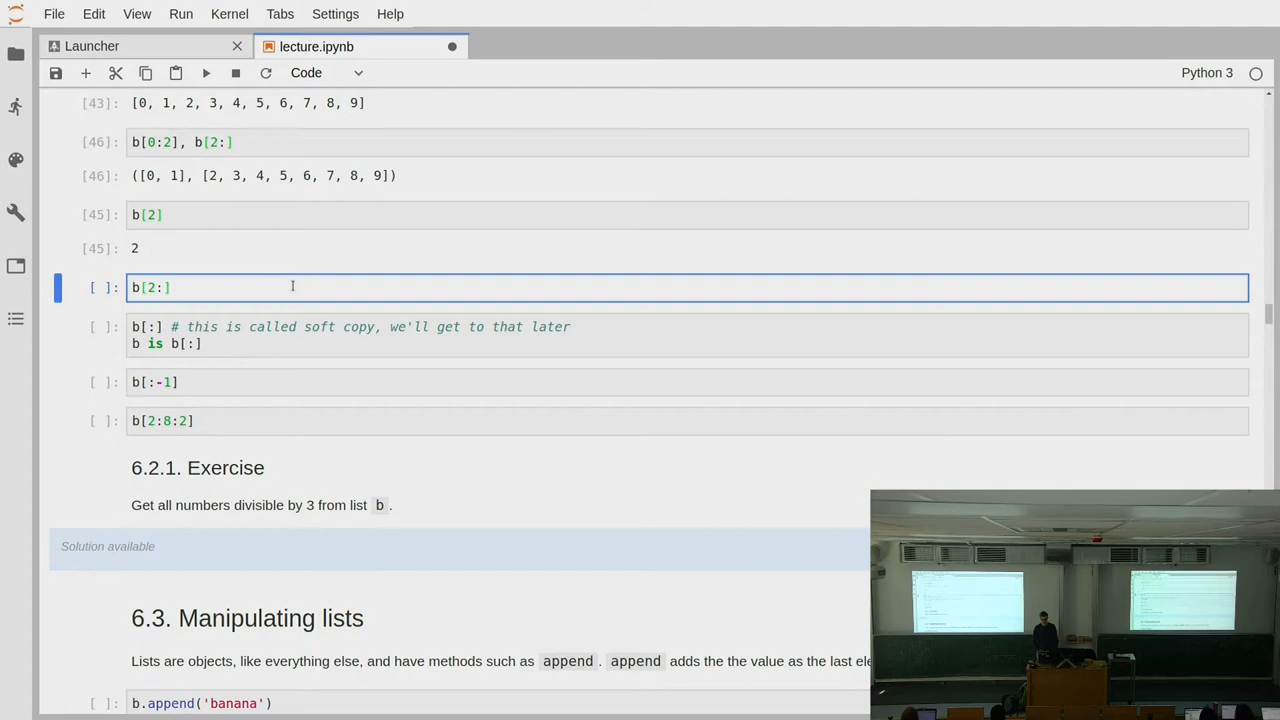 File Edit View Run Kernel Tabs Settings Help
Launcher lecture.ipynb
Code Python 3
[43]: [0, 1, 2, 3, 4, 5, 6, 7, 8, 9]
[46]: b[0:2], b[2:]
[46]: ([0, 1], [2, 3, 4, 5, 6, 7, 8, 9])
[45]: b[2]
[45]: 2
[ ]: b[2:]
[ ]: b[:] # this is called soft copy, we'll get to that later
b is b[:]
[ ]: b[:-1]
[ ]: b[2:8:2]
6.2.1. Exercise
Get all numbers divisible by 3 from list b.
Solution available
6.3. Manipulating lists
Lists are objects, like everything else, and have methods such as append. append adds the the value as the last
[ ]: b.append('banana')